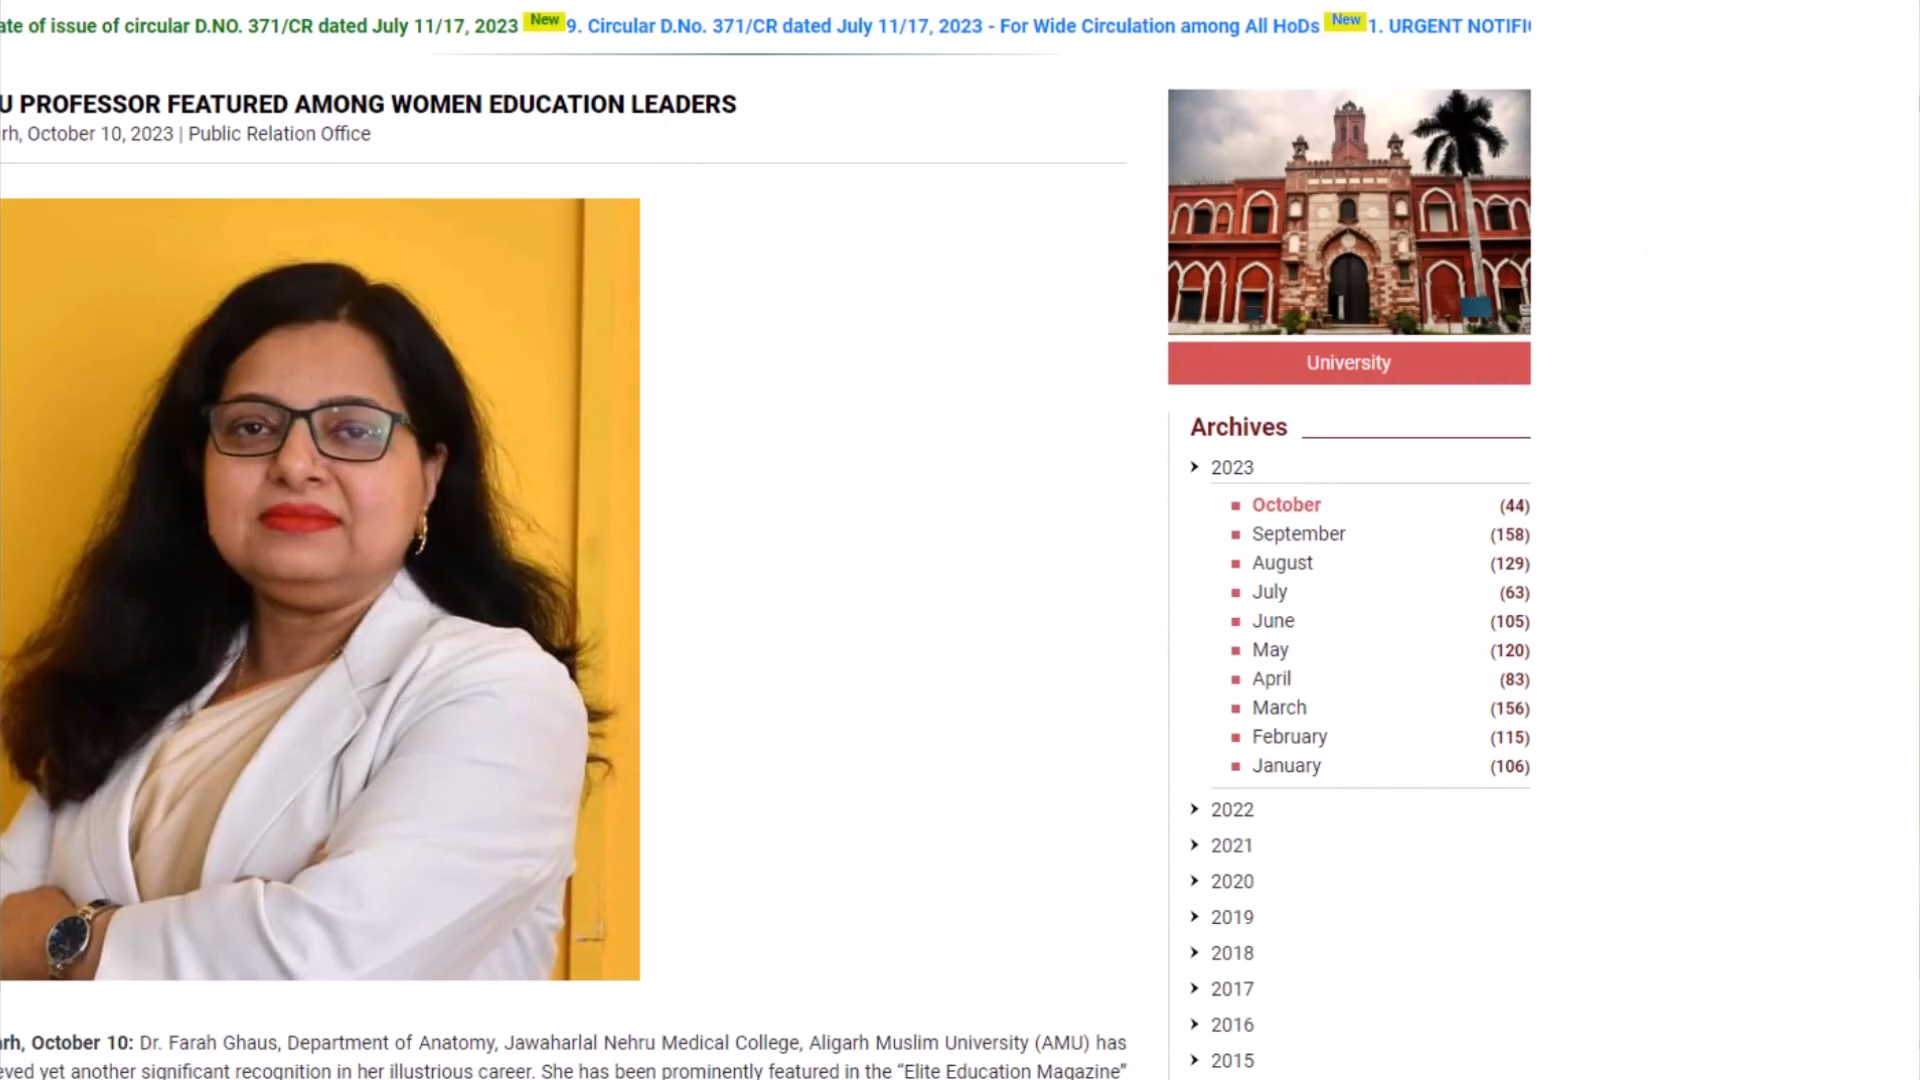 ate of issue of circular D.NO. 371/CR dated July 11/17, 2023 New 9. Circular D.No. 371/CR dated July 11/17, 2023 - For Wide Circulation among All HoDs New 1. URGENT NOTIFI
U PROFESSOR FEATURED AMONG WOMEN EDUCATION LEADERS
rh, October 10, 2023 | Public Relation Office
University
Archives
2023
October (44)
September (158)
August (129)
July (63)
June (105)
May (120)
April (83)
March (156)
February (115)
January (106)
2022
2021
2020
2019
2018
2017
2016
2015
arh, October 10: Dr. Farah Ghaus, Department of Anatomy, Jawaharlal Nehru Medical College, Aligarh Muslim University (AMU) has
eved yet another significant recognition in her illustrious career. She has been prominently featured in the “Elite Education Magazine”